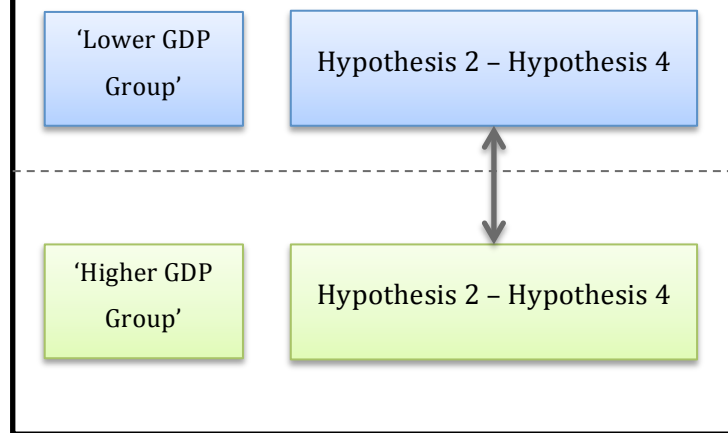 ‘Lower GDP
Group’
Hypothesis 2 – Hypothesis 4
‘Higher GDP
Group’
Hypothesis 2 – Hypothesis 4